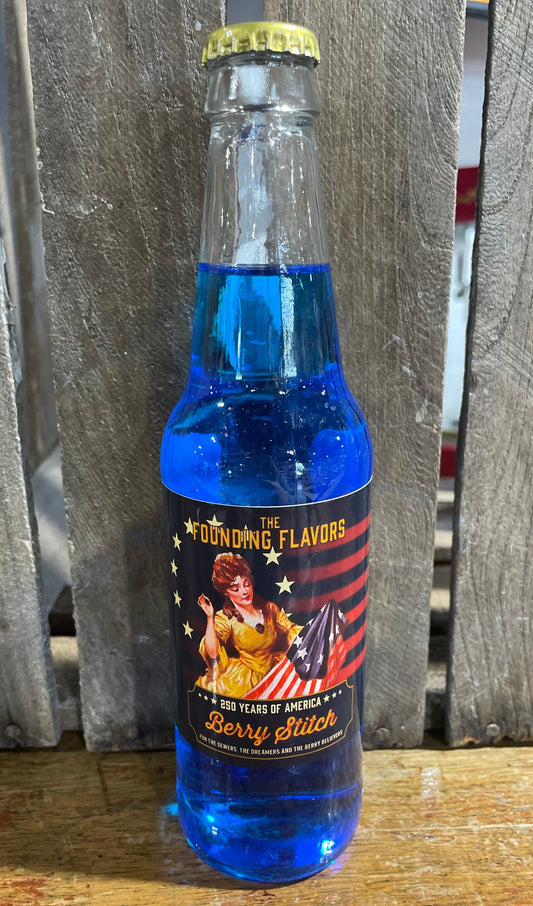 THE
FOUNDING FLAVORS
250 YEARS OF AMERICA
Berry Stitch
FOR THE SEWERS, THE DREAMERS AND THE BERRY BELIEVERS